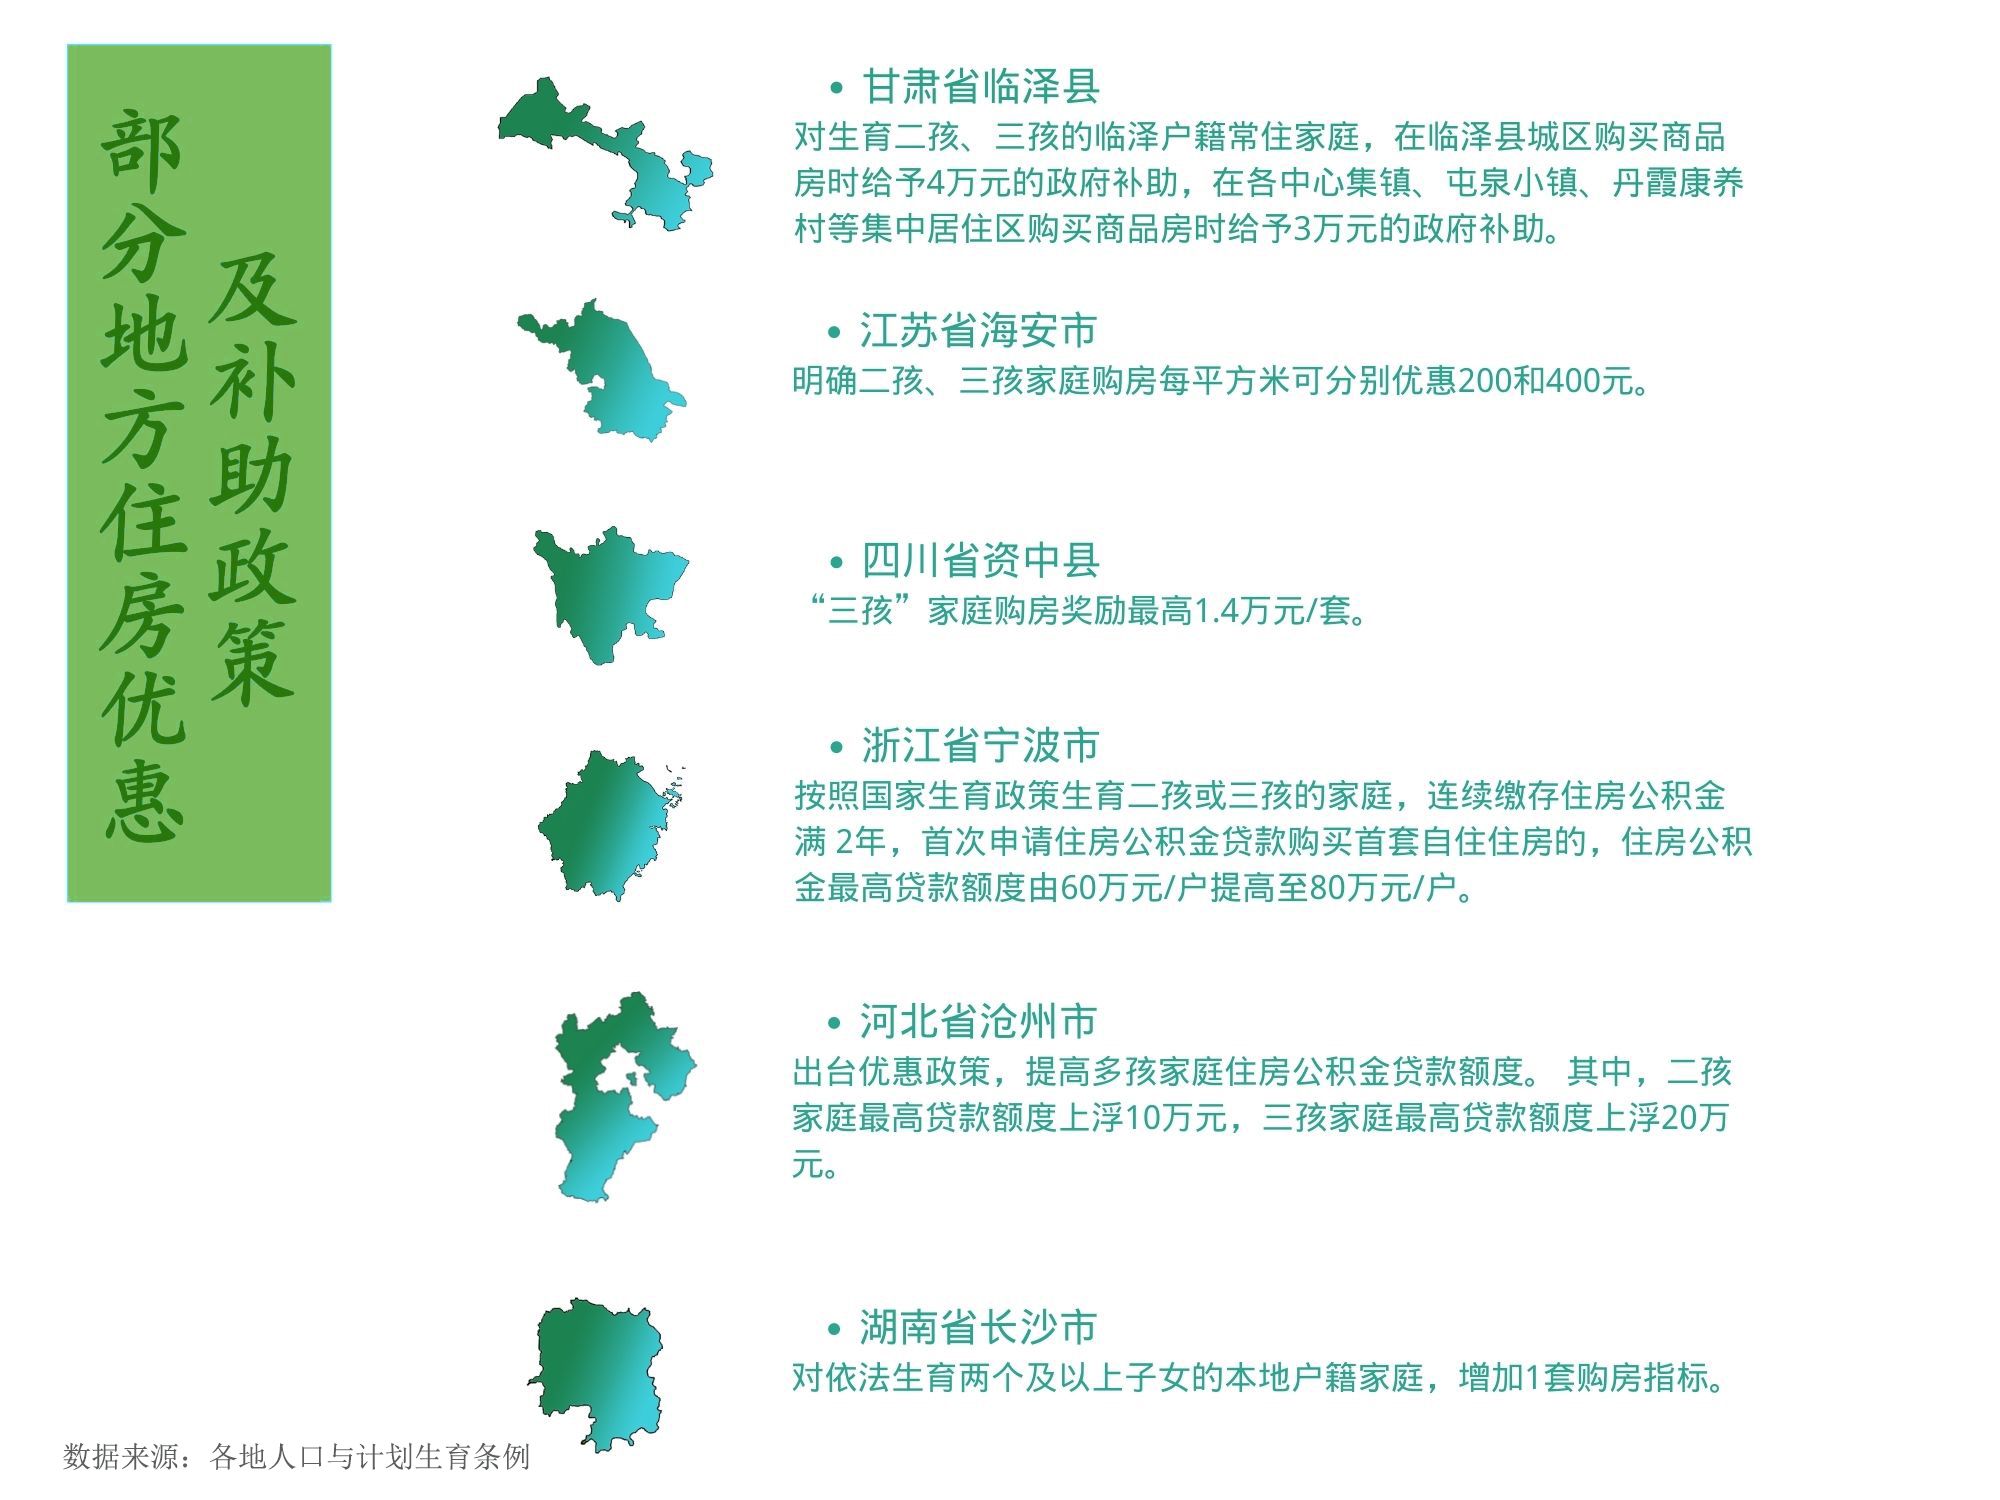 部分地方住房优惠
及补助政策
• 甘肃省临泽县
对生育二孩、三孩的临泽户籍常住家庭，在临泽县城区购买商品
房时给予4万元的政府补助，在各中心集镇、屯泉小镇、丹霞康养
村等集中居住区购买商品房时给予3万元的政府补助。
• 江苏省海安市
明确二孩、三孩家庭购房每平方米可分别优惠200和400元。
• 四川省资中县
“三孩”家庭购房奖励最高1.4万元/套。
• 浙江省宁波市
按照国家生育政策生育二孩或三孩的家庭，连续缴存住房公积金
满 2年，首次申请住房公积金贷款购买首套自住住房的，住房公积
金最高贷款额度由60万元/户提高至80万元/户。
• 河北省沧州市
出台优惠政策，提高多孩家庭住房公积金贷款额度。 其中，二孩
家庭最高贷款额度上浮10万元，三孩家庭最高贷款额度上浮20万
元。
• 湖南省长沙市
对依法生育两个及以上子女的本地户籍家庭，增加1套购房指标。
数据来源：各地人口与计划生育条例